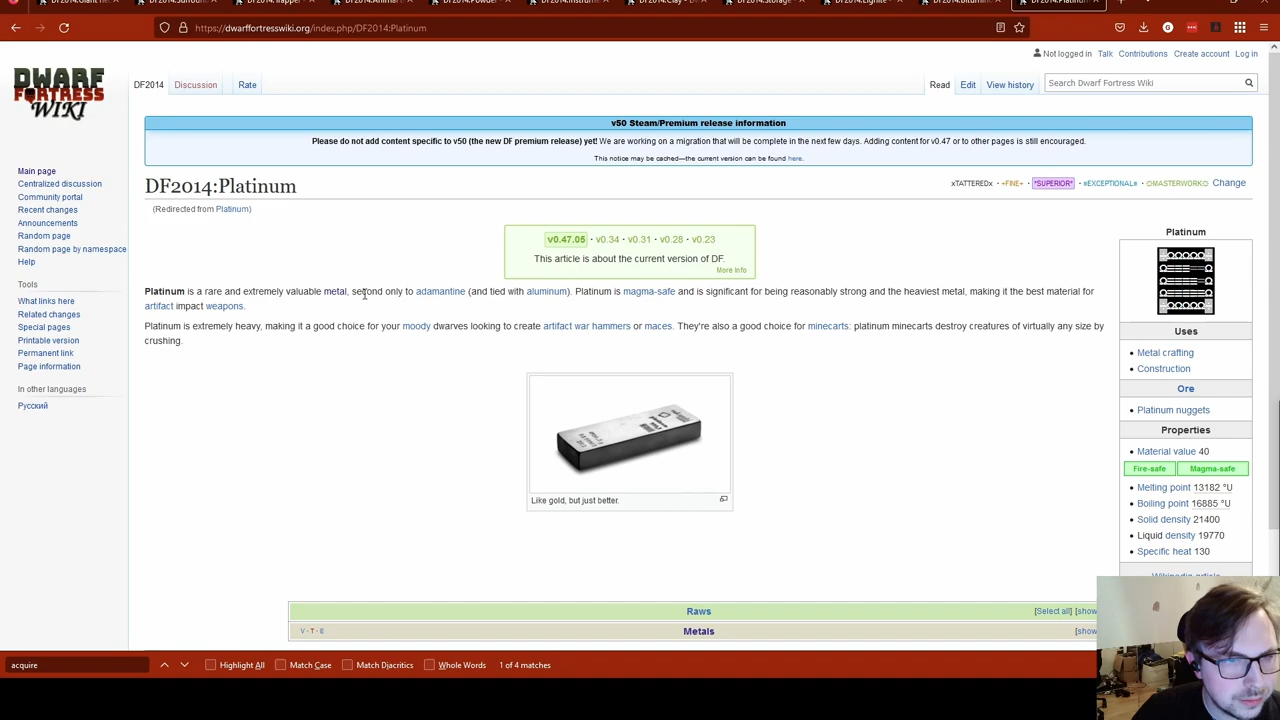 https://dwarffortresswiki.org/index.php/DF2014:Platinum
Not logged in Talk Contributions Create account Log in
DWARF FORTRESS WIKI
DF2014 Discussion Rate Read Edit View history Search Dwarf Fortress Wiki
v50 Steam/Premium release information
Please do not add content specific to v50 (the new DF premium release) yet! We are working on a migration that will be complete in the next few days. Adding content for v0.47 or to other pages is still encouraged.
This notice may be cached—the current version can be found here.
Main page
Centralized discussion
Community portal
Recent changes
Announcements
Random page
Random page by namespace
Help
Tools
What links here
Related changes
Special pages
Printable version
Permanent link
Page information
In other languages
Русский
DF2014:Platinum
xTATTEREDx · +FINE+ · *SUPERIOR* · ≡EXCEPTIONAL≡ · ☼MASTERWORK☼ Change
(Redirected from Platinum)
v0.47.05 · v0.34 · v0.31 · v0.28 · v0.23
This article is about the current version of DF.
More Info
Platinum is a rare and extremely valuable metal, second only to adamantine (and tied with aluminum). Platinum is magma-safe and is significant for being reasonably strong and the heaviest metal, making it the best material for
artifact impact weapons.
Platinum is extremely heavy, making it a good choice for your moody dwarves looking to create artifact war hammers or maces. They're also a good choice for minecarts: platinum minecarts destroy creatures of virtually any size by
crushing.
Like gold, but just better.
Platinum
Uses
• Metal crafting
• Construction
Ore
• Platinum nuggets
Properties
• Material value 40
Fire-safe Magma-safe
• Melting point 13182 °U
• Boiling point 16885 °U
• Solid density 21400
• Liquid density 19770
• Specific heat 130
Wikipedia article
Raws [Select all] [show
V · T · E Metals [show
acquire Highlight All Match Case Match Diacritics Whole Words 1 of 4 matches